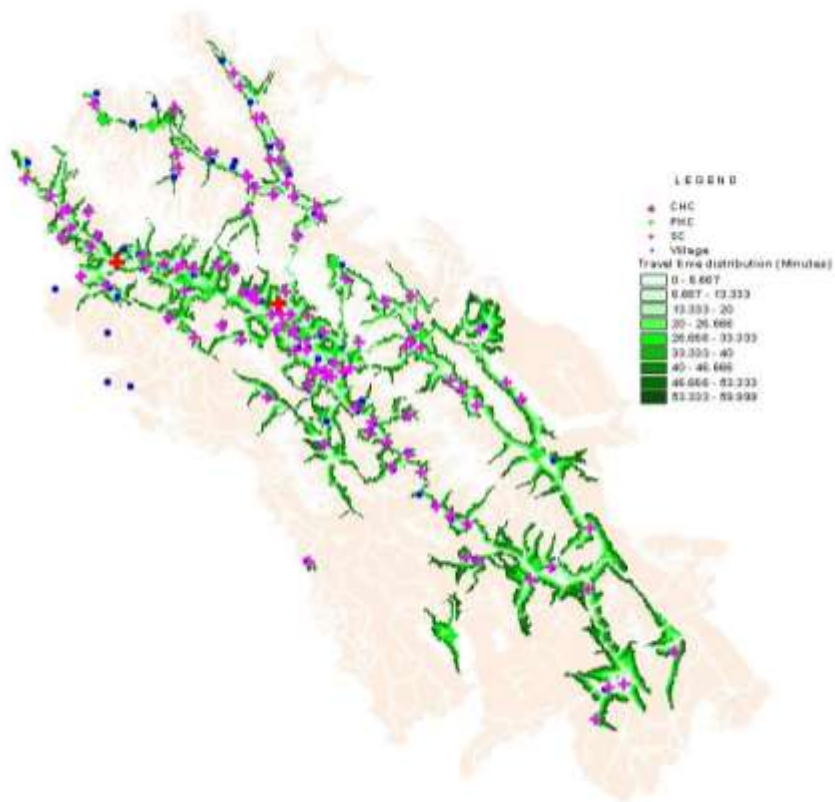 LEGEND
CHC
PHC
SC
Village
Travel time distribution (Minutes)
0 - 6.667
6.667 - 13.333
13.333 - 20
20 - 26.666
26.666 - 33.333
33.333 - 40
40 - 46.666
46.666 - 53.333
53.333 - 59.999